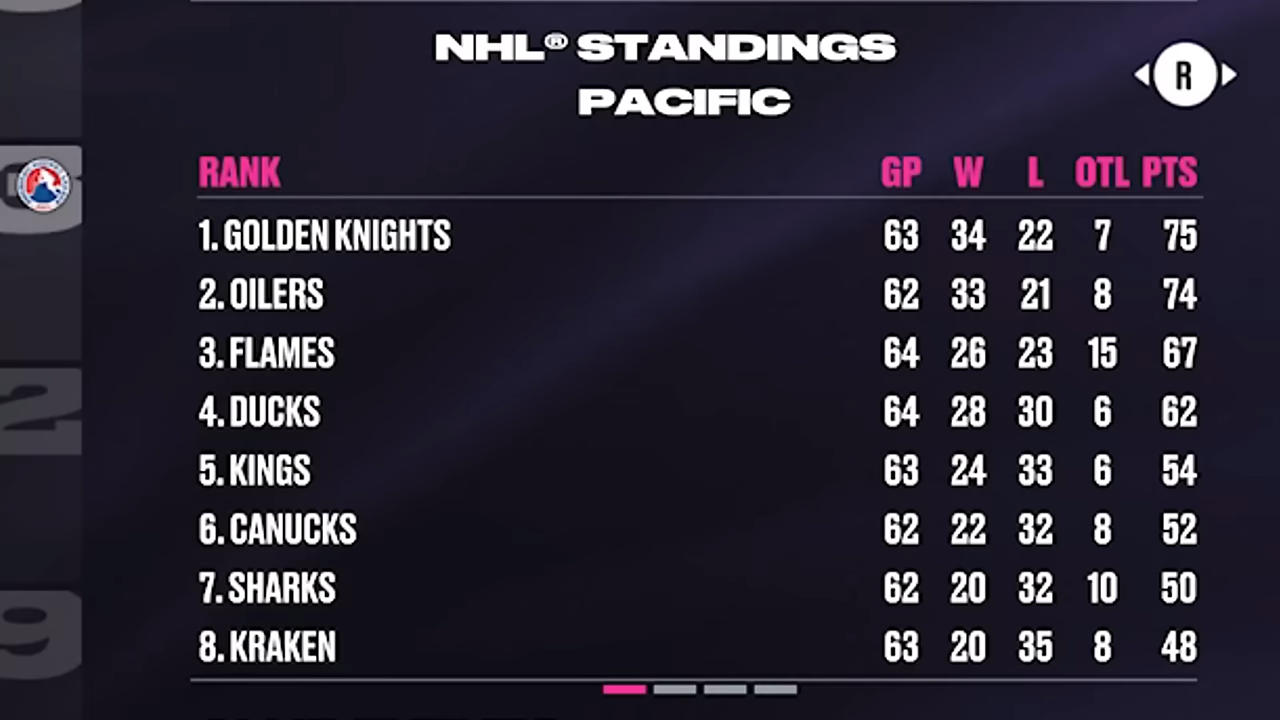 NHL® STANDINGS
PACIFIC
R
RANK GP W L OTL PTS
1. GOLDEN KNIGHTS 63 34 22 7 75
2. OILERS 62 33 21 8 74
3. FLAMES 64 26 23 15 67
4. DUCKS 64 28 30 6 62
5. KINGS 63 24 33 6 54
6. CANUCKS 62 22 32 8 52
7. SHARKS 62 20 32 10 50
8. KRAKEN 63 20 35 8 48
2
9